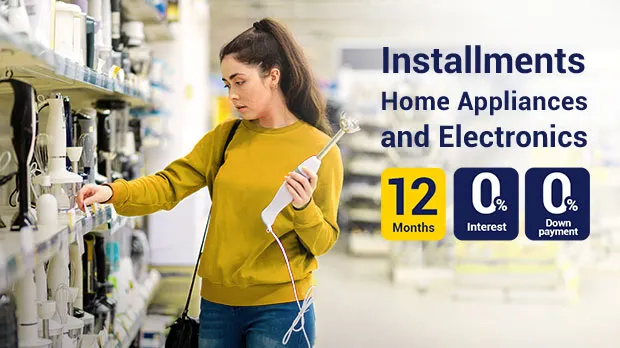 Installments
Home Appliances
and Electronics
12
Months
0%
Interest
0%
Down
payment